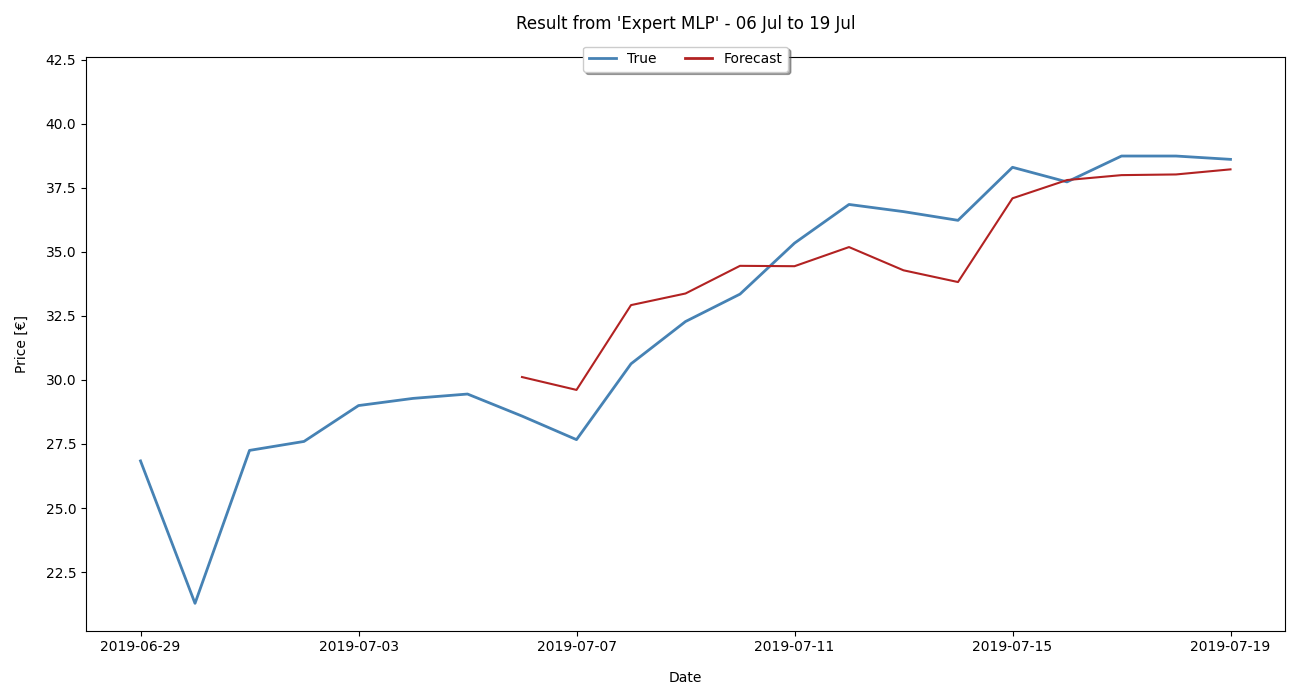 Result from 'Expert MLP' - 06 Jul to 19 Jul
True Forecast
42.5
40.0
37.5
35.0
32.5
30.0
27.5
25.0
22.5
Price [€]
2019-06-29 2019-07-03 2019-07-07 2019-07-11 2019-07-15 2019-07-19
Date